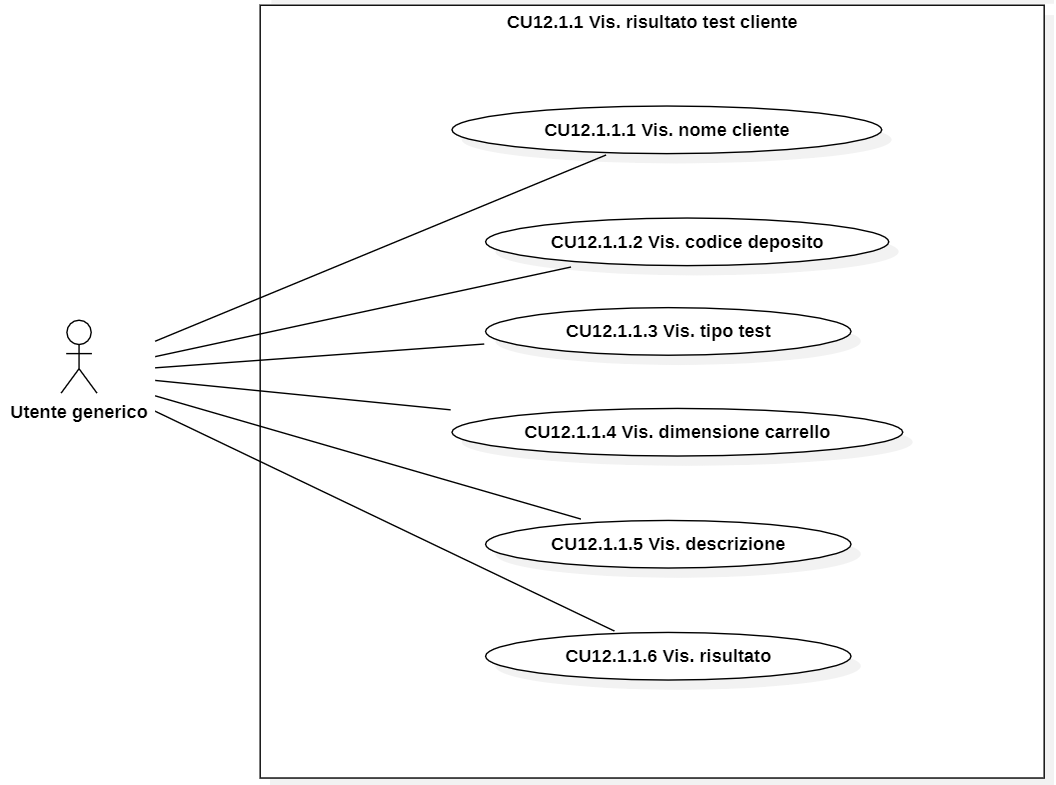 CU12.1.1 Vis. risultato test cliente
CU12.1.1.1 Vis. nome cliente
CU12.1.1.2 Vis. codice deposito
CU12.1.1.3 Vis. tipo test
Utente generico
CU12.1.1.4 Vis. dimensione carrello
CU12.1.1.5 Vis. descrizione
CU12.1.1.6 Vis. risultato